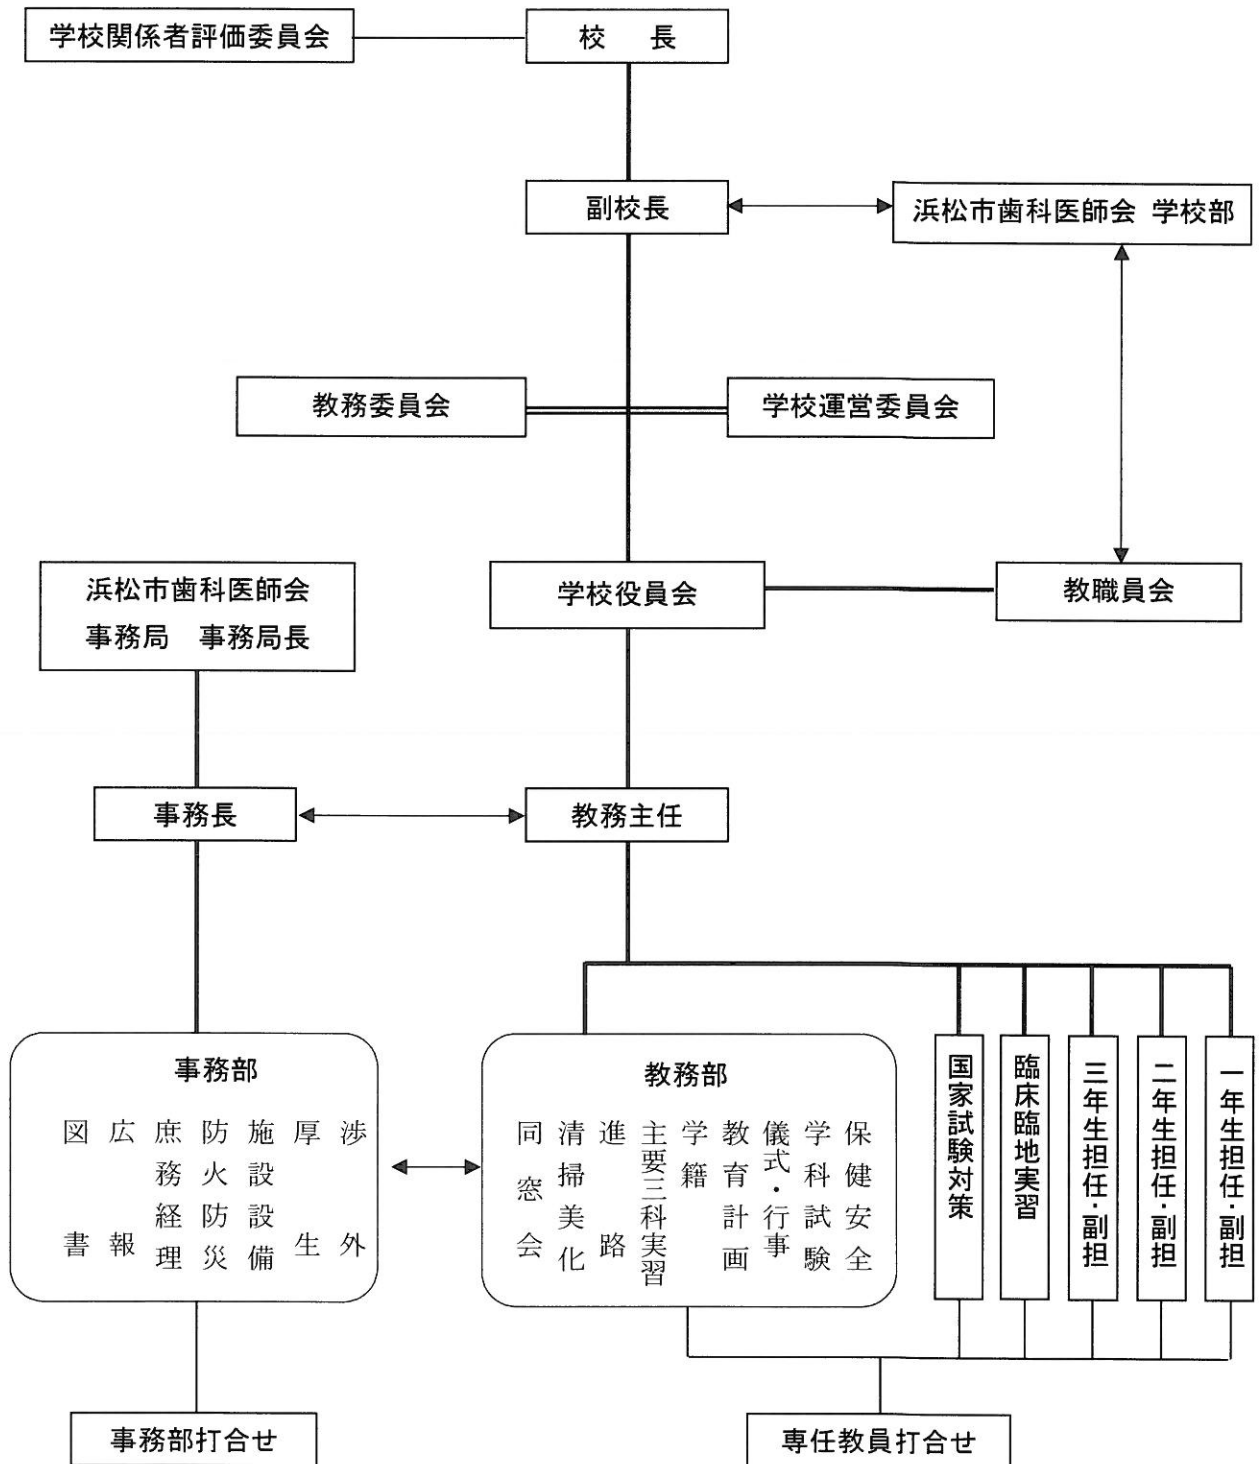 学校関係者評価委員会
校 長
副校長
浜松市歯科医師会 学校部
教務委員会
学校運営委員会
浜松市歯科医師会
事務局 事務局長
学校役員会
教職員会
事務長
教務主任
事務部
渉外
厚生
施設設備
防火防災
庶務経理
広報
図書
教務部
保健安全
学科試験
儀式・行事
教育計画
学籍
主要三科実習
進路
清掃美化
同窓会
一年生担任・副担
二年生担任・副担
三年生担任・副担
臨床臨地実習
国家試験対策
事務部打合せ
専任教員打合せ